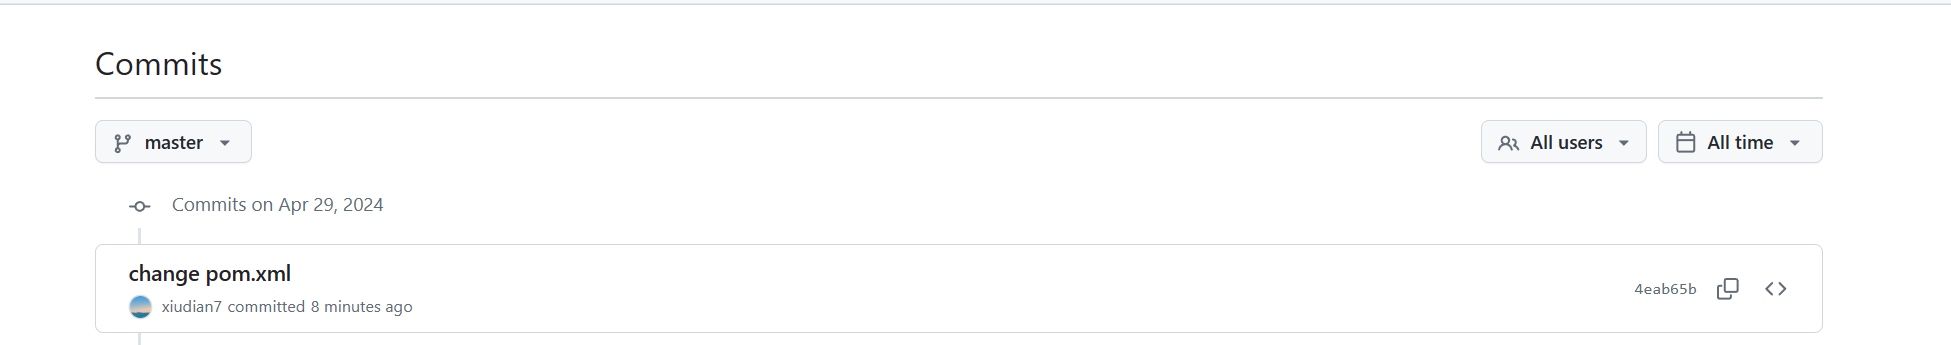 Commits
master
All users
All time
Commits on Apr 29, 2024
change pom.xml
xiudian7 committed 8 minutes ago
4eab65b